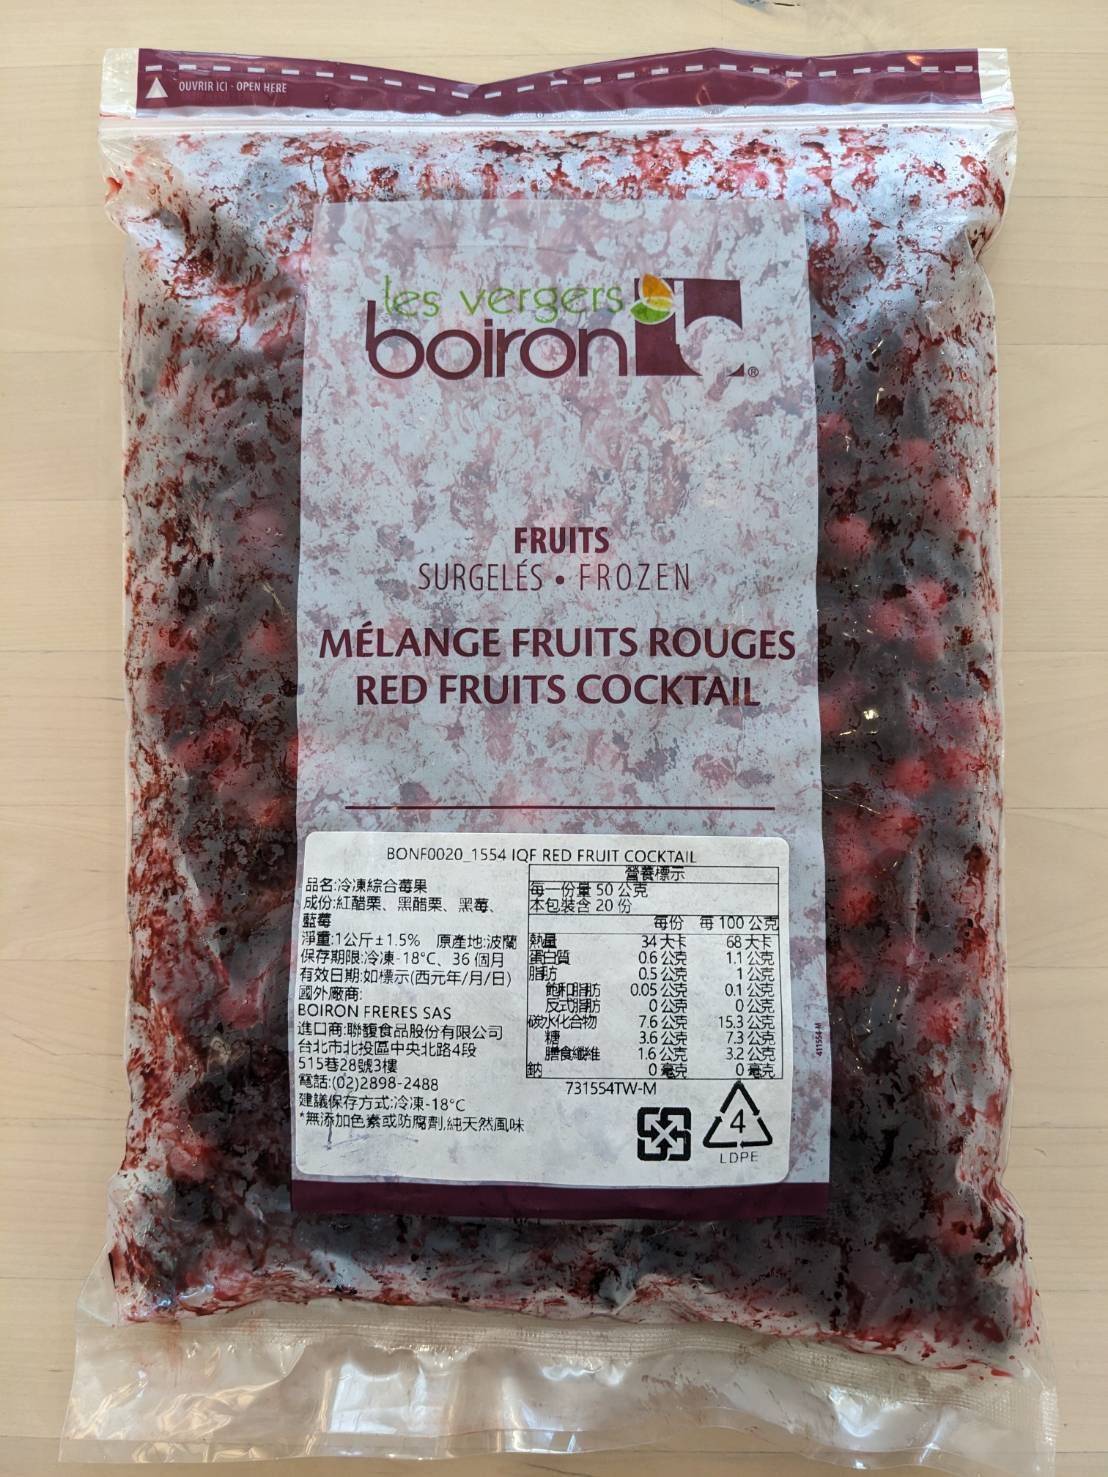 OUVRIR ICI - OPEN HERE
les vergers
boiron
®
FRUITS
SURGELÉS • FROZEN
MÉLANGE FRUITS ROUGES
RED FRUITS COCKTAIL
BONF0020_1554 IQF RED FRUIT COCKTAIL
品名:冷凍綜合莓果
成份:紅醋栗、黑醋栗、黑莓、
藍莓
淨重:1公斤±1.5% 原產地:波蘭
保存期限:冷凍-18°C、36 個月
有效日期:如標示(西元年/月/日)
國外廠商:
BOIRON FRERES SAS
進口商:聯馥食品股份有限公司
台北市北投區中央北路4段
515巷28號3樓
電話:(02)2898-2488
建議保存方式:冷凍-18°C
*無添加色素或防腐劑,純天然風味
營養標示
每一份量 50 公克
本包裝含 20 份
每份 每 100 公克
熱量 34 大卡 68 大卡
蛋白質 0.6 公克 1.1 公克
脂肪 0.5 公克 1 公克
飽和脂肪 0.05 公克 0.1 公克
反式脂肪 0 公克 0 公克
碳水化合物 7.6 公克 15.3 公克
糖 3.6 公克 7.3 公克
膳食纖維 1.6 公克 3.2 公克
鈉 0 毫克 0 毫克
731554TW-M
4
LDPE
411554-M